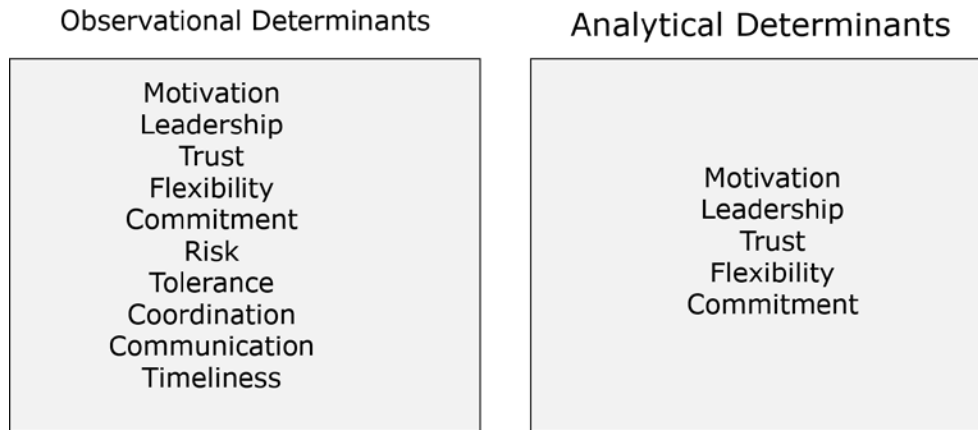 Observational Determinants
Motivation
Leadership
Trust
Flexibility
Commitment
Risk
Tolerance
Coordination
Communication
Timeliness
Analytical Determinants
Motivation
Leadership
Trust
Flexibility
Commitment